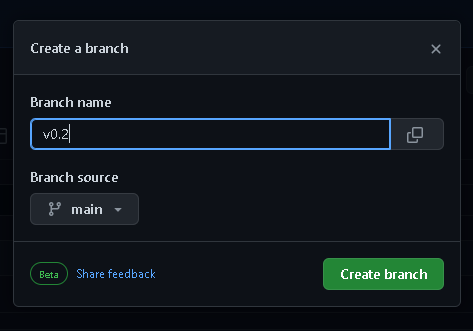 Create a branch
Branch name
v0.2
Branch source
main
Beta Share feedback
Create branch